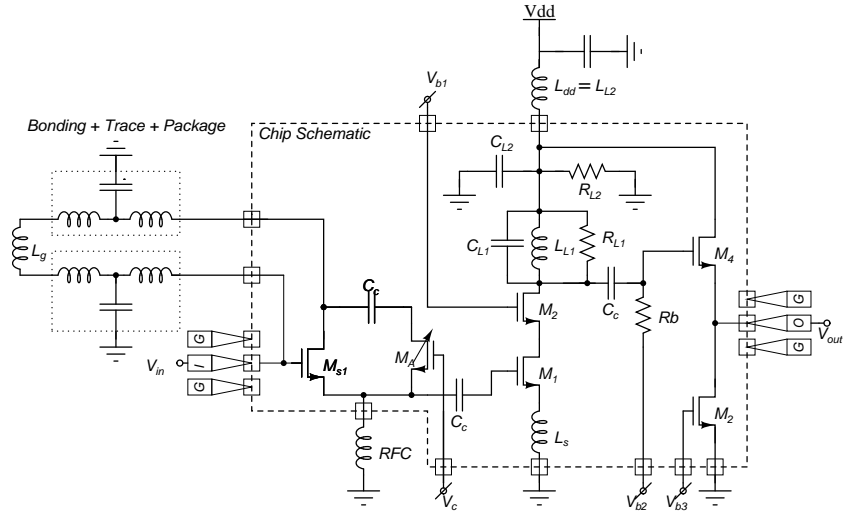 Vdd
L_dd = L_L2
V_b1
Bonding + Trace + Package
Chip Schematic
C_L2
R_L2
L_g
C_L1
L_L1
R_L1
M_4
C_c
C_c
M_2
Rb
G
O
G
V_out
V_in
G
I
G
M_s1
M_A
M_1
C_c
M_2
L_s
RFC
V_c
V_b2
V_b3